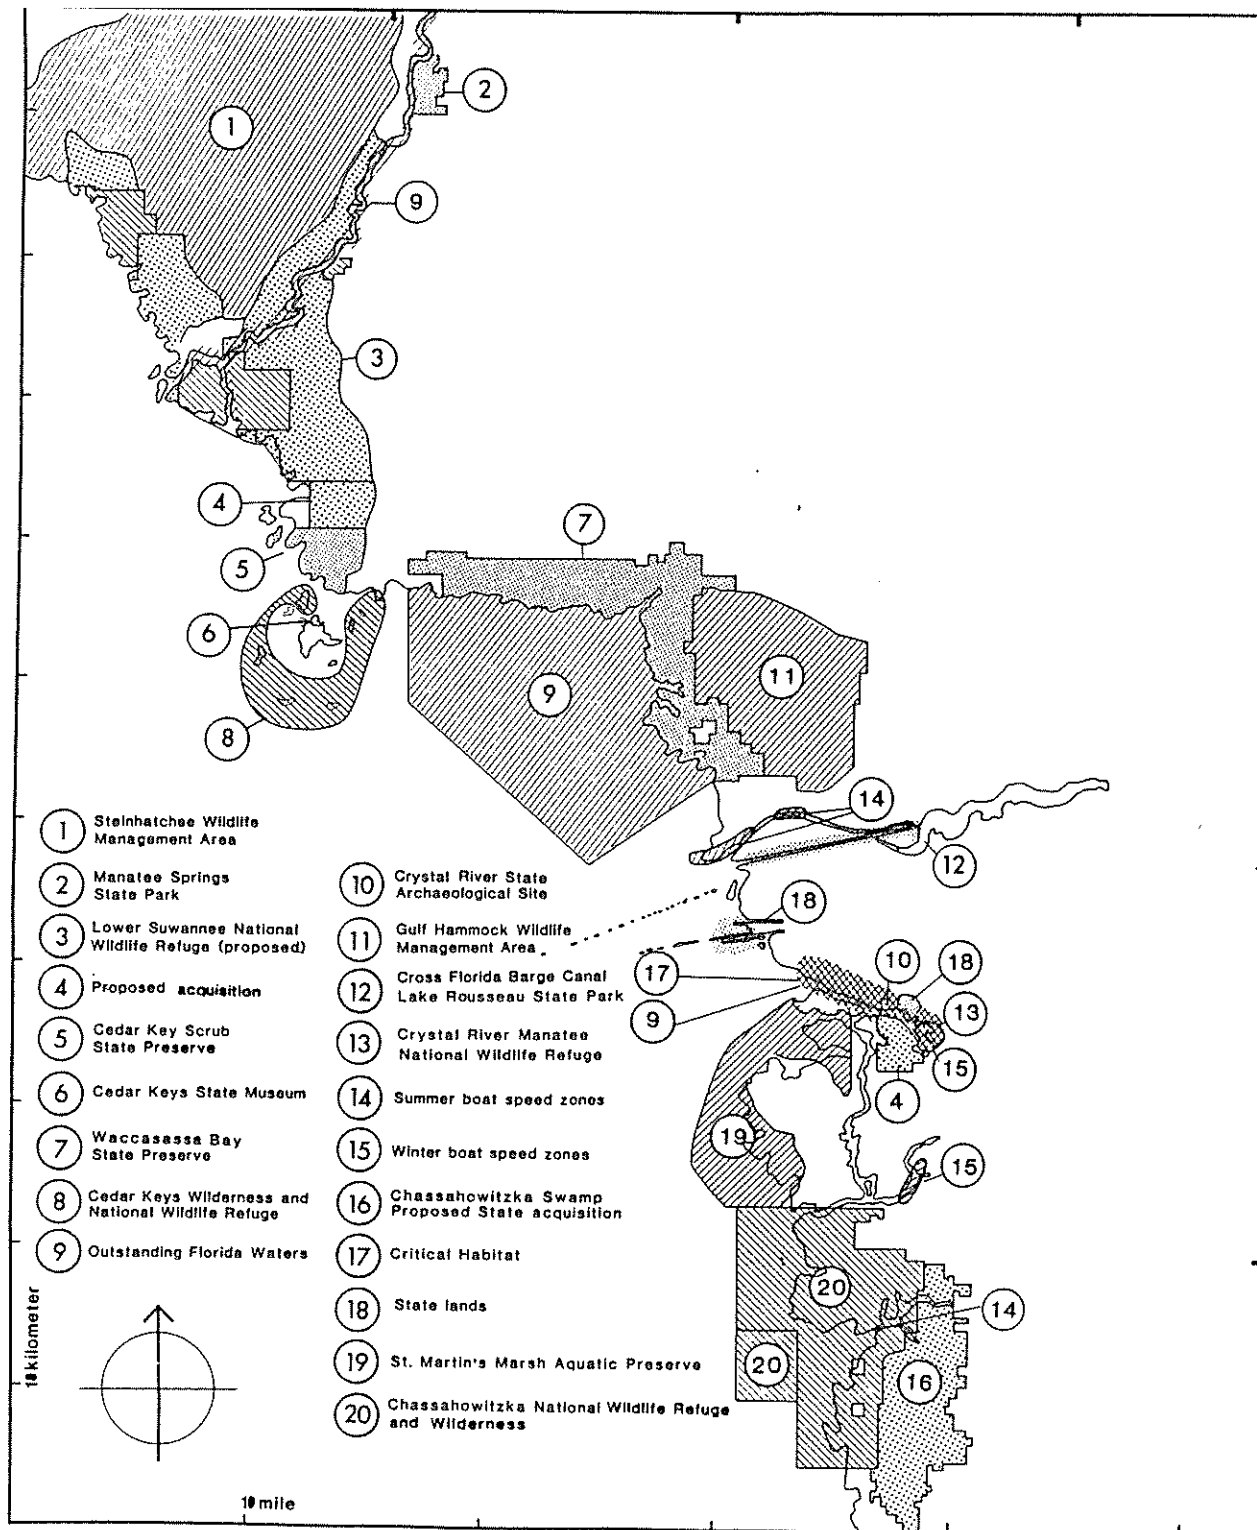 1
2
9
3
4
7
5
6
11
9
8
14
12
18
10
18
17
13
9
15
4
19
15
20
14
20
16
1 Steinhatchee Wildlife
Management Area
2 Manatee Springs
State Park
3 Lower Suwannee National
Wildlife Refuge (proposed)
4 Proposed acquisition
5 Cedar Key Scrub
State Preserve
6 Cedar Keys State Museum
7 Waccasassa Bay
State Preserve
8 Cedar Keys Wilderness and
National Wildlife Refuge
9 Outstanding Florida Waters
10 Crystal River State
Archaeological Site
11 Gulf Hammock Wildlife
Management Area
12 Cross Florida Barge Canal
Lake Rousseau State Park
13 Crystal River Manatee
National Wildlife Refuge
14 Summer boat speed zones
15 Winter boat speed zones
16 Chassahowitzka Swamp
Proposed State acquisition
17 Critical Habitat
18 State lands
19 St. Martin's Marsh Aquatic Preserve
20 Chassahowitzka National Wildlife Refuge
and Wilderness
10 kilometer
10 mile